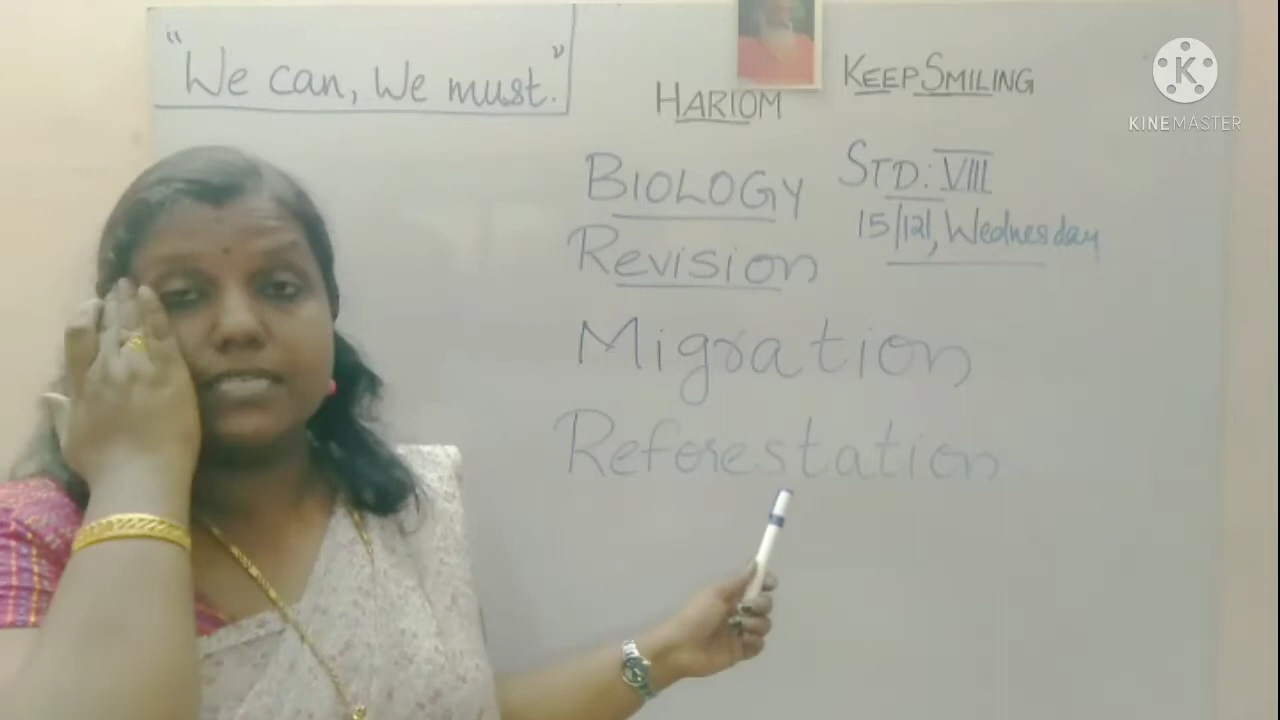 "We can, We must."
HARIOM
KEEP SMILING
BIOLOGY
STD: VIII
Revision
15/12/, Wednesday
Migration
Reforestation
KINEMASTER